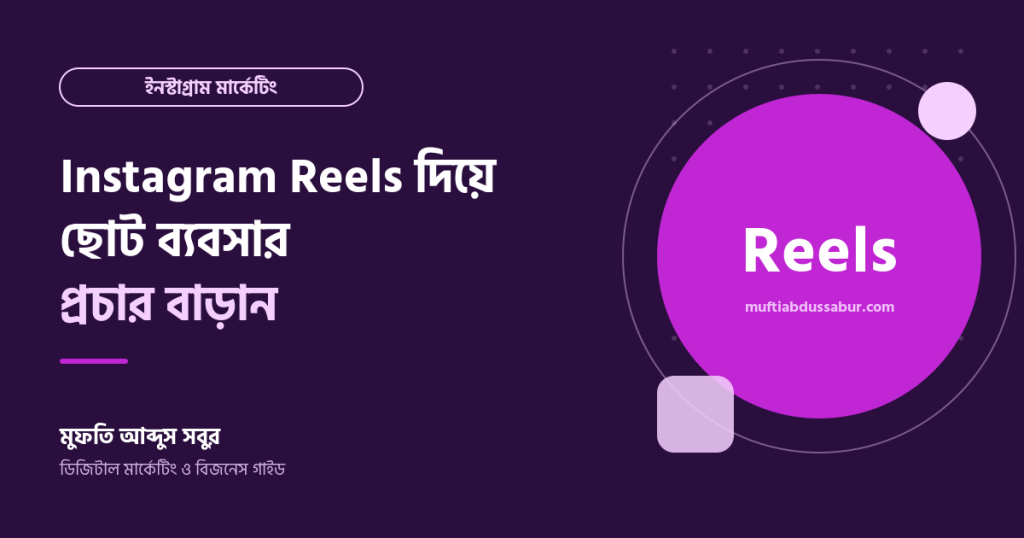 ইনস্টাগ্রাম মার্কেটিং
Instagram Reels দিয়ে
ছোট ব্যবসার
প্রচার বাড়ান
মুফতি আব্দুস সবুর
ডিজিটাল মার্কেটিং ও বিজনেস গাইড
Reels
muftiabdussabur.com